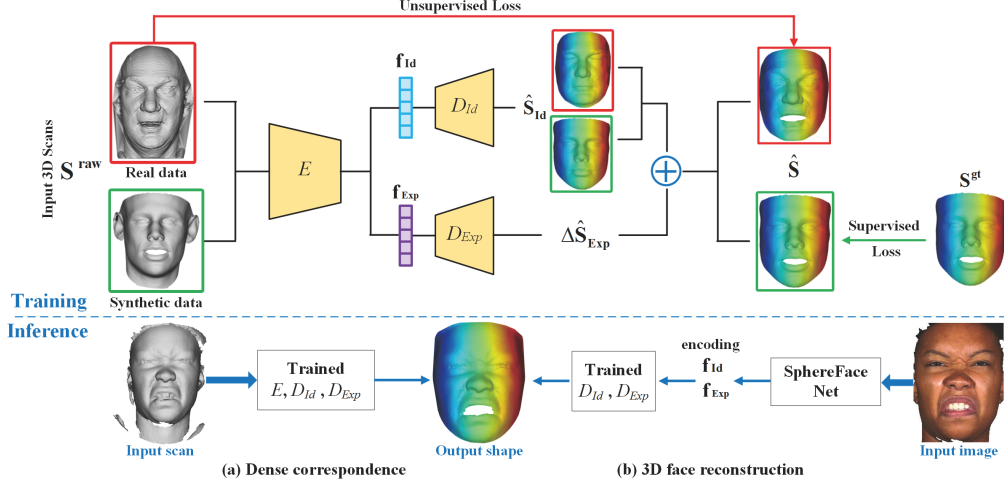 Unsupervised Loss
Input 3D Scans
S^raw
Real data
Synthetic data
E
f_Id
D_Id
Ŝ_Id
f_Exp
D_Exp
ΔŜ_Exp
Ŝ
S^gt
Supervised
Loss
Training
Inference
Input scan
Trained
E, D_Id, D_Exp
Output shape
Trained
D_Id, D_Exp
encoding
f_Id
f_Exp
SphereFace
Net
Input image
(a) Dense correspondence
(b) 3D face reconstruction